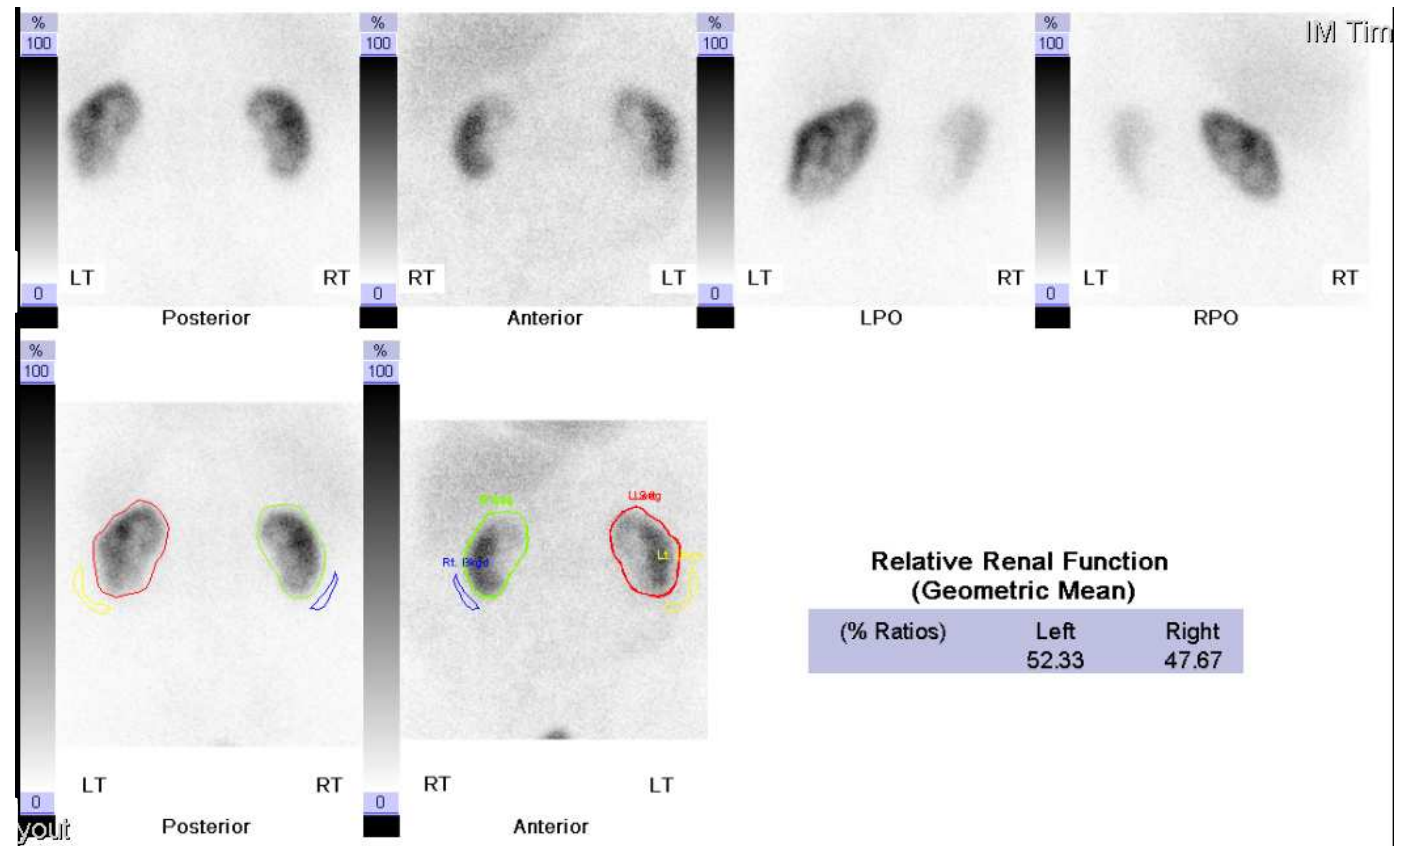 %
100
0
LT
RT
Posterior
%
100
0
RT
LT
Anterior
%
100
0
LT
RT
LPO
%
100
0
LT
RT
RPO
IM Tim
%
100
0
LT
RT
Posterior
%
100
0
Rt. Bkgd
Lt.
RT
LT
Anterior
Relative Renal Function
(Geometric Mean)
(% Ratios) Left Right
52.33 47.67
yout